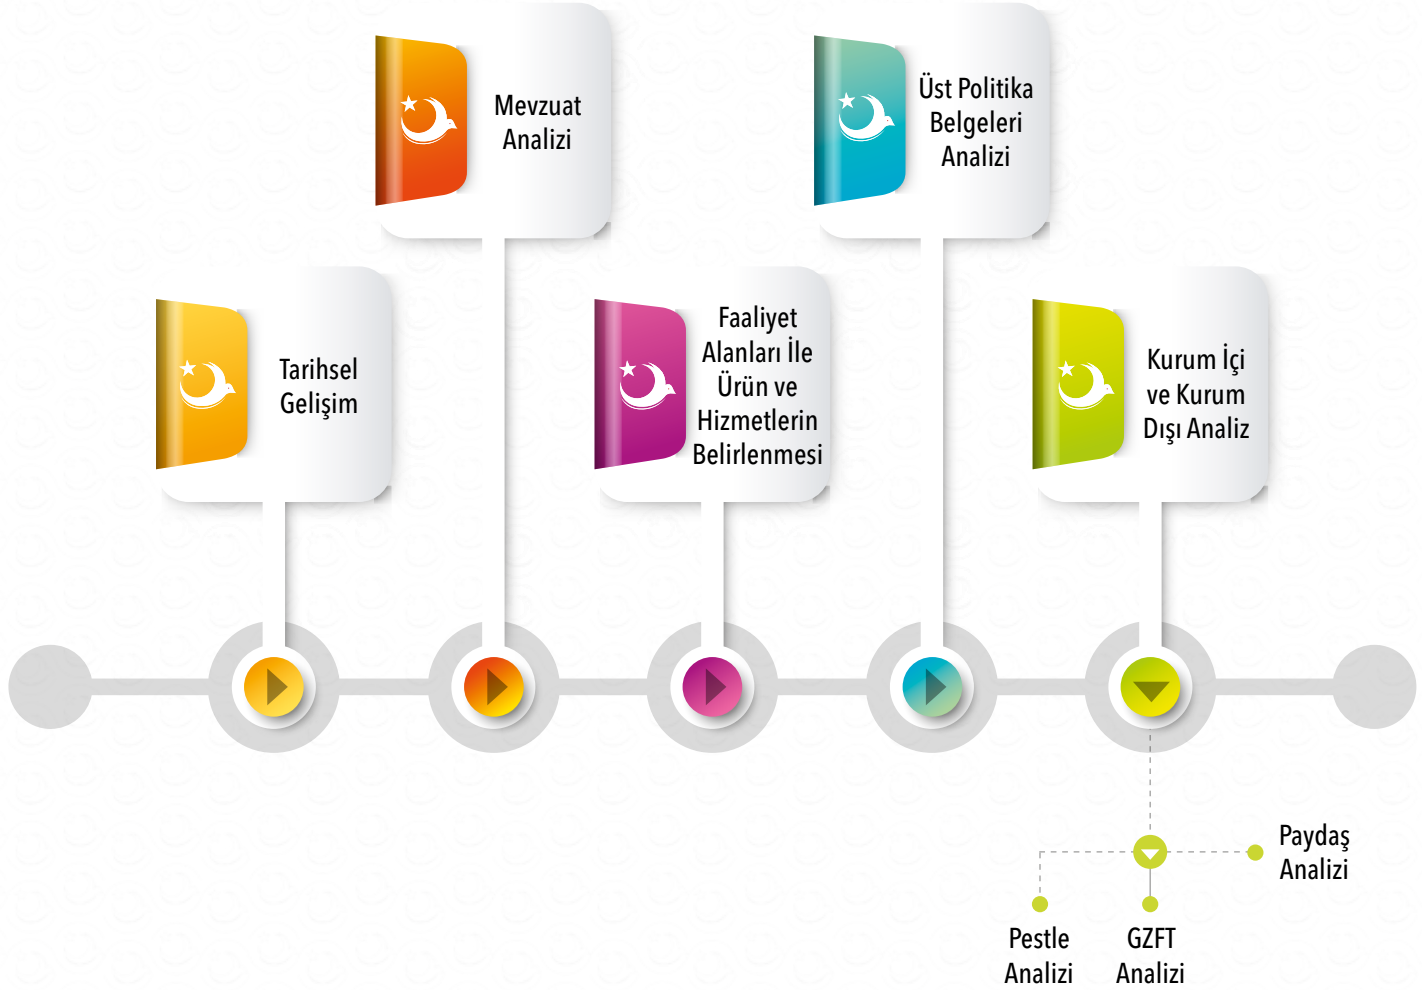 Tarihsel
Gelişim
Mevzuat
Analizi
Faaliyet
Alanları İle
Ürün ve
Hizmetlerin
Belirlenmesi
Üst Politika
Belgeleri
Analizi
Kurum İçi
ve Kurum
Dışı Analiz
Paydaş
Analizi
Pestle
Analizi
GZFT
Analizi